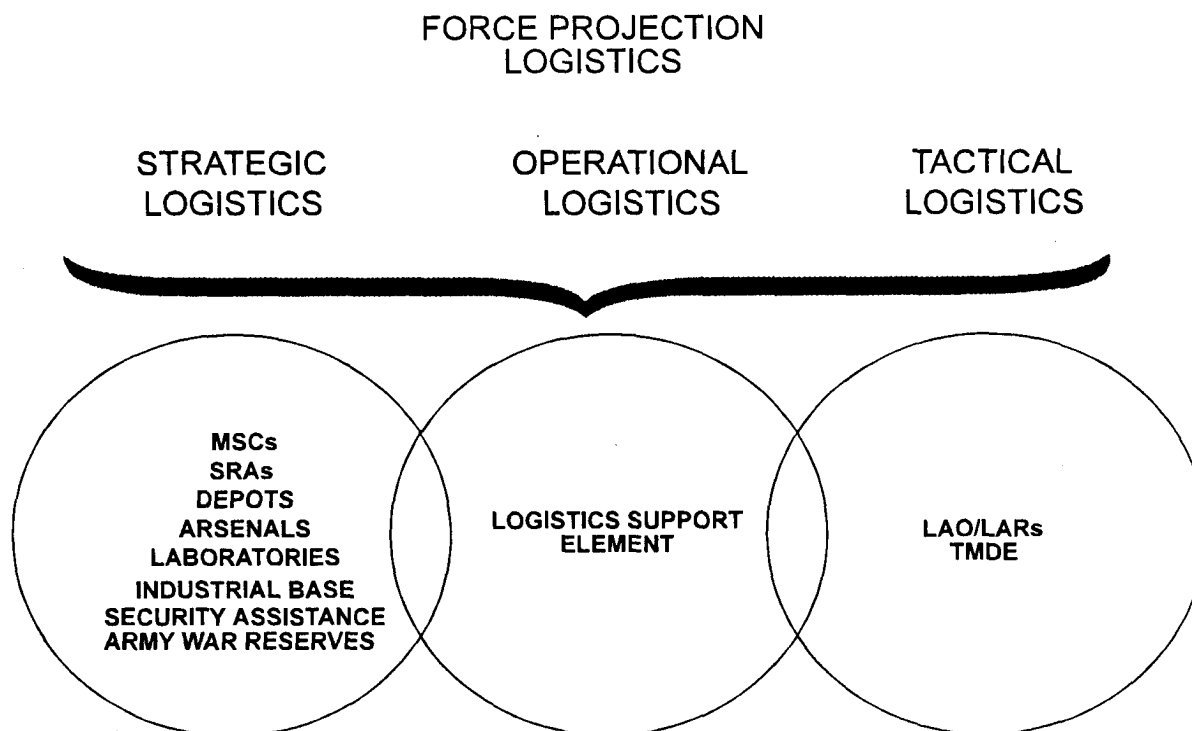 FORCE PROJECTION
LOGISTICS
STRATEGIC
LOGISTICS
OPERATIONAL
LOGISTICS
TACTICAL
LOGISTICS
MSCs
SRAs
DEPOTS
ARSENALS
LABORATORIES
INDUSTRIAL BASE
SECURITY ASSISTANCE
ARMY WAR RESERVES
LOGISTICS SUPPORT
ELEMENT
LAO/LARs
TMDE